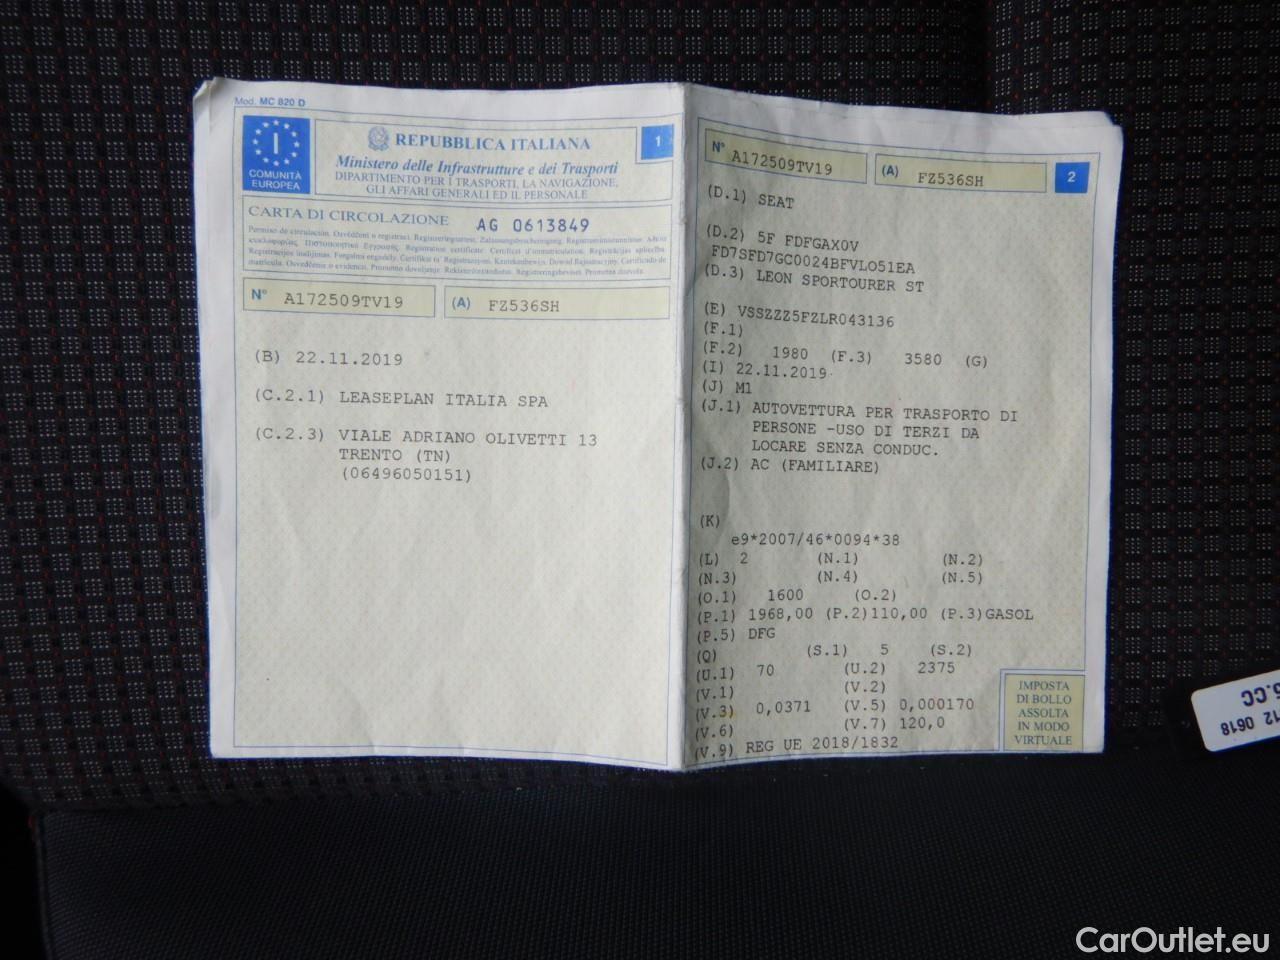 Mod. MC 820 D
I
COMUNITÀ
EUROPEA
REPUBBLICA ITALIANA
1
Ministero delle Infrastrutture e dei Trasporti
DIPARTIMENTO PER I TRASPORTI, LA NAVIGAZIONE,
GLI AFFARI GENERALI ED IL PERSONALE
CARTA DI CIRCOLAZIONE AG 0613849
N° A172509TV19 (A) FZ536SH
(B) 22.11.2019
(C.2.1) LEASEPLAN ITALIA SPA
(C.2.3) VIALE ADRIANO OLIVETTI 13
TRENTO (TN)
(06496050151)
N° A172509TV19 (A) FZ536SH 2
(D.1) SEAT
(D.2) 5F FDFGAX0V
FD7SFD7GC0024BFVLO51EA
(D.3) LEON SPORTOURER ST
(E) VSSZZZ5FZLR043136
(F.1)
(F.2) 1980 (F.3) 3580 (G)
(I) 22.11.2019
(J) M1
(J.1) AUTOVETTURA PER TRASPORTO DI
PERSONE -USO DI TERZI DA
LOCARE SENZA CONDUC.
(J.2) AC (FAMILIARE)
(K)
e9*2007/46*0094*38
(L) 2 (N.1) (N.2)
(N.3) (N.4) (N.5)
(O.1) 1600 (O.2)
(P.1) 1968,00 (P.2)110,00 (P.3)GASOL
(P.5) DFG
(Q) (S.1) 5 (S.2)
(U.1) 70 (U.2) 2375
(V.1) (V.2)
(V.3) 0,0371 (V.5) 0,000170
(V.6) (V.7) 120,0
(V.9) REG UE 2018/1832
IMPOSTA
DI BOLLO
ASSOLTA
IN MODO
VIRTUALE
12 0618
5.CC
CarOutlet.eu